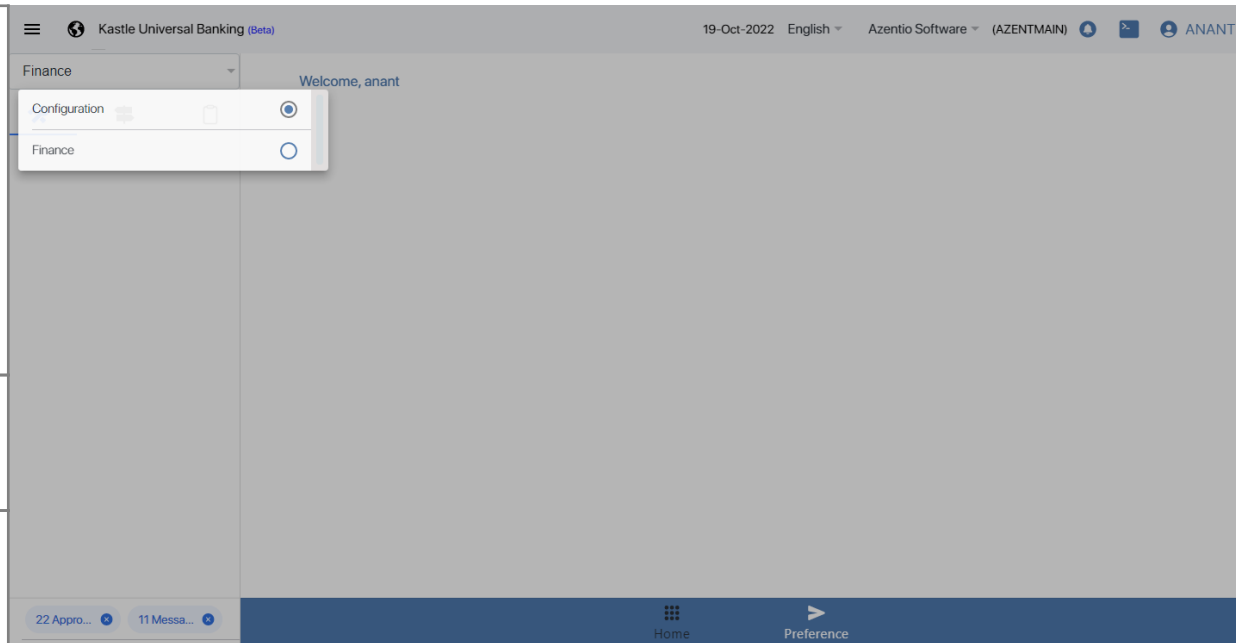 Kastle Universal Banking (Beta) 19-Oct-2022 English Azentio Software (AZENTMAIN) ANANT
Finance
Welcome, anant
Configuration
Finance
22 Appro... 11 Messa...
Home Preference